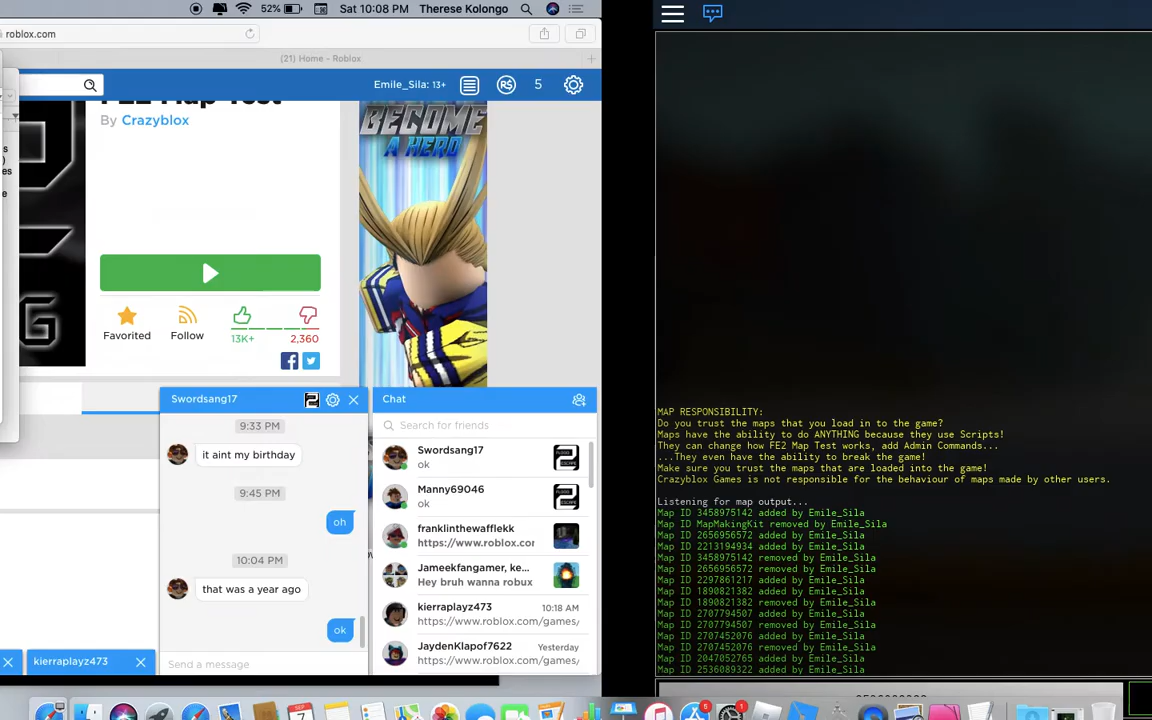 52%
Sat 10:08 PM Therese Kolongo
roblox.com
(21) Home - Roblox
Emile_Sila: 13+
5
FE2 Map Test
By Crazyblox
BECOME
A HERO
Favorited
Follow
13K+
2,360
Swordsang17
9:33 PM
it aint my birthday
9:45 PM
oh
10:04 PM
that was a year ago
ok
Send a message
kierraplayz473
Chat
Search for friends
Swordsang17
ok
Manny69046
ok
franklinthewafflekk
https://www.roblox.cor
Jameekfangamer, ke...
Hey bruh wanna robux
kierraplayz473 10:18 AM
https://www.roblox.com/games/
JaydenKlapof7622 Yesterday
https://www.roblox.com/games/
MAP RESPONSIBILITY:
Do you trust the maps that you load in to the game?
Maps have the ability to do ANYTHING because they use Scripts!
They can change how FE2 Map Test works, add Admin Commands...
...They even have the ability to break the game!
Make sure you trust the maps that are loaded into the game!
Crazyblox Games is not responsible for the behaviour of maps made by other users.
Listening for map output...
Map ID 3458975142 added by Emile_Sila
Map ID MapMakingKit removed by Emile_Sila
Map ID 2656956572 added by Emile_Sila
Map ID 2213194934 added by Emile_Sila
Map ID 3458975142 removed by Emile_Sila
Map ID 2656956572 removed by Emile_Sila
Map ID 2297861217 added by Emile_Sila
Map ID 1890821382 added by Emile_Sila
Map ID 1890821382 removed by Emile_Sila
Map ID 2707794507 added by Emile_Sila
Map ID 2707794507 removed by Emile_Sila
Map ID 2707452076 added by Emile_Sila
Map ID 2707452076 removed by Emile_Sila
Map ID 2047052765 added by Emile_Sila
Map ID 2536089322 added by Emile_Sila